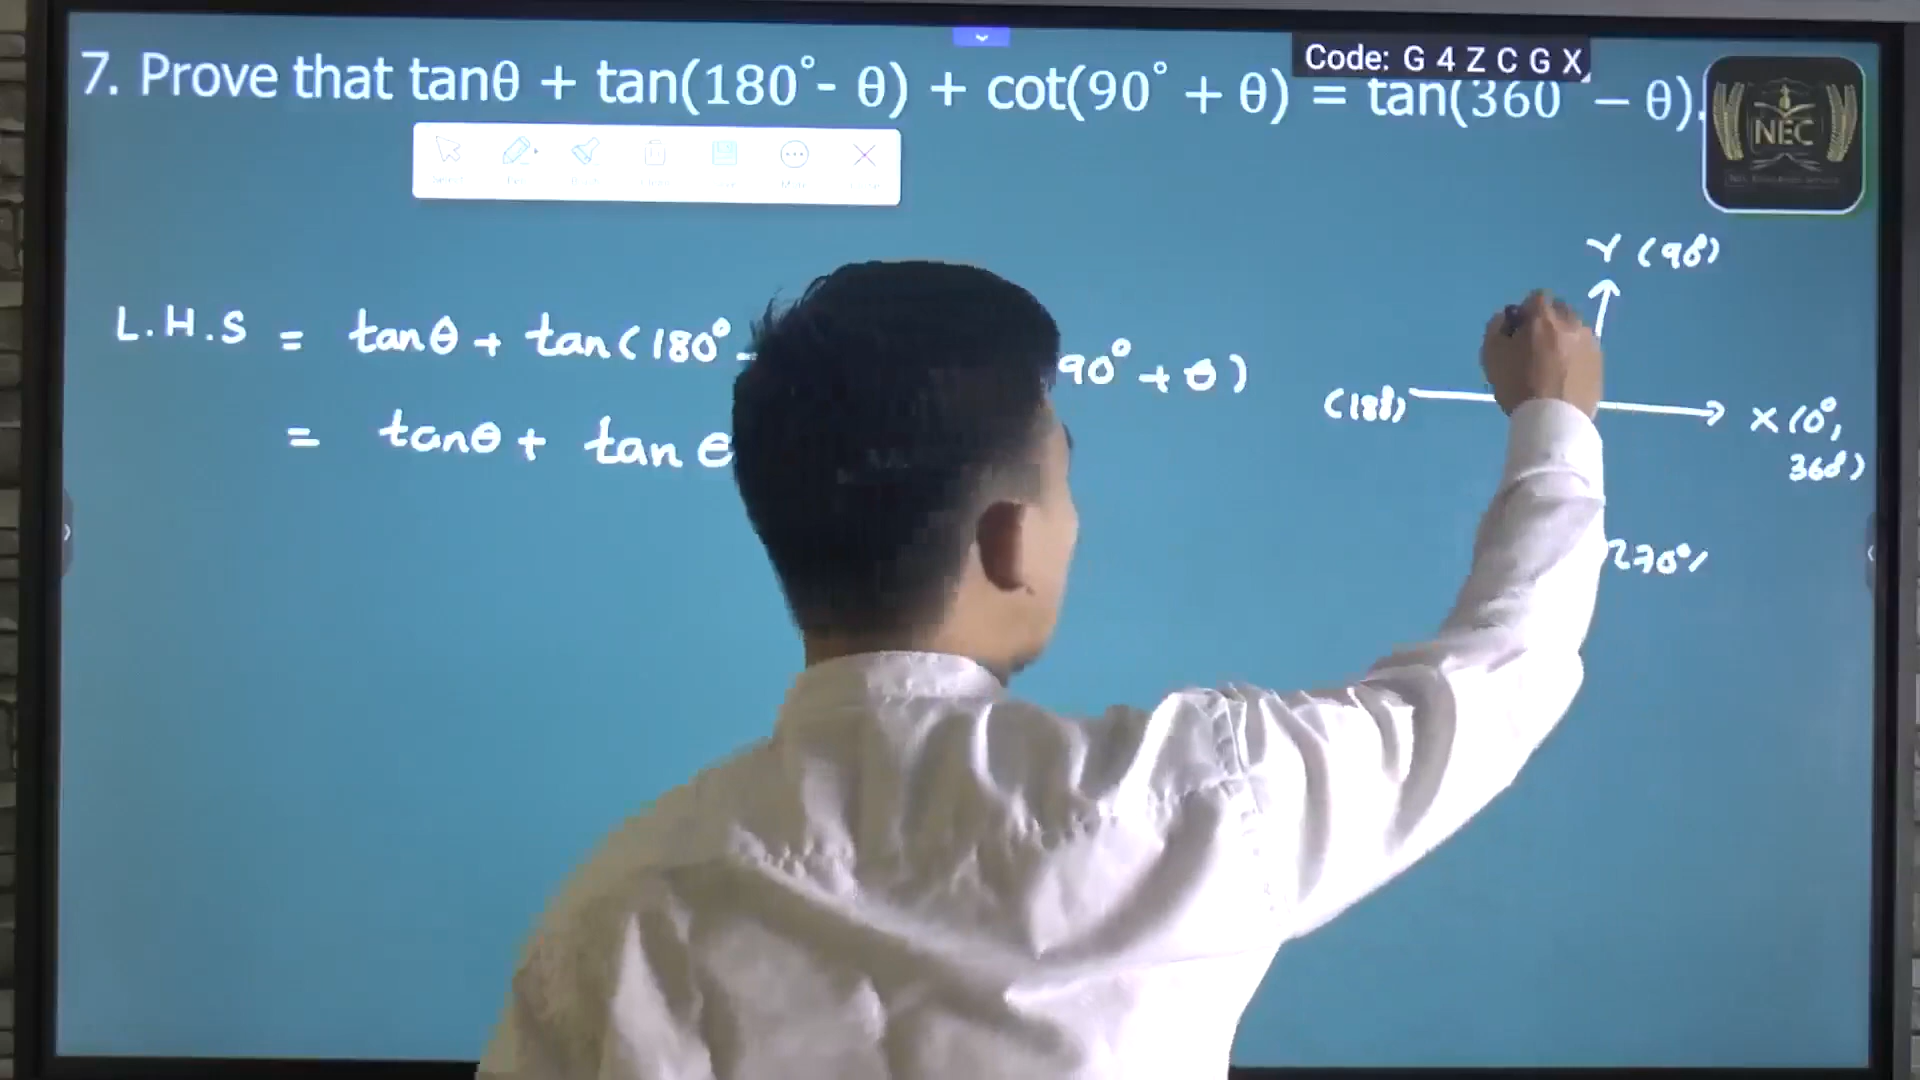 Code: G 4 Z C G X
7. Prove that tanθ + tan(180°- θ) + cot(90° + θ) = tan(360° − θ).
NEC
Y (90°)
L.H.S = tanθ + tan(180° - 90° + θ)
(180°) X (0°,
360°)
= tanθ + tan θ
270°)